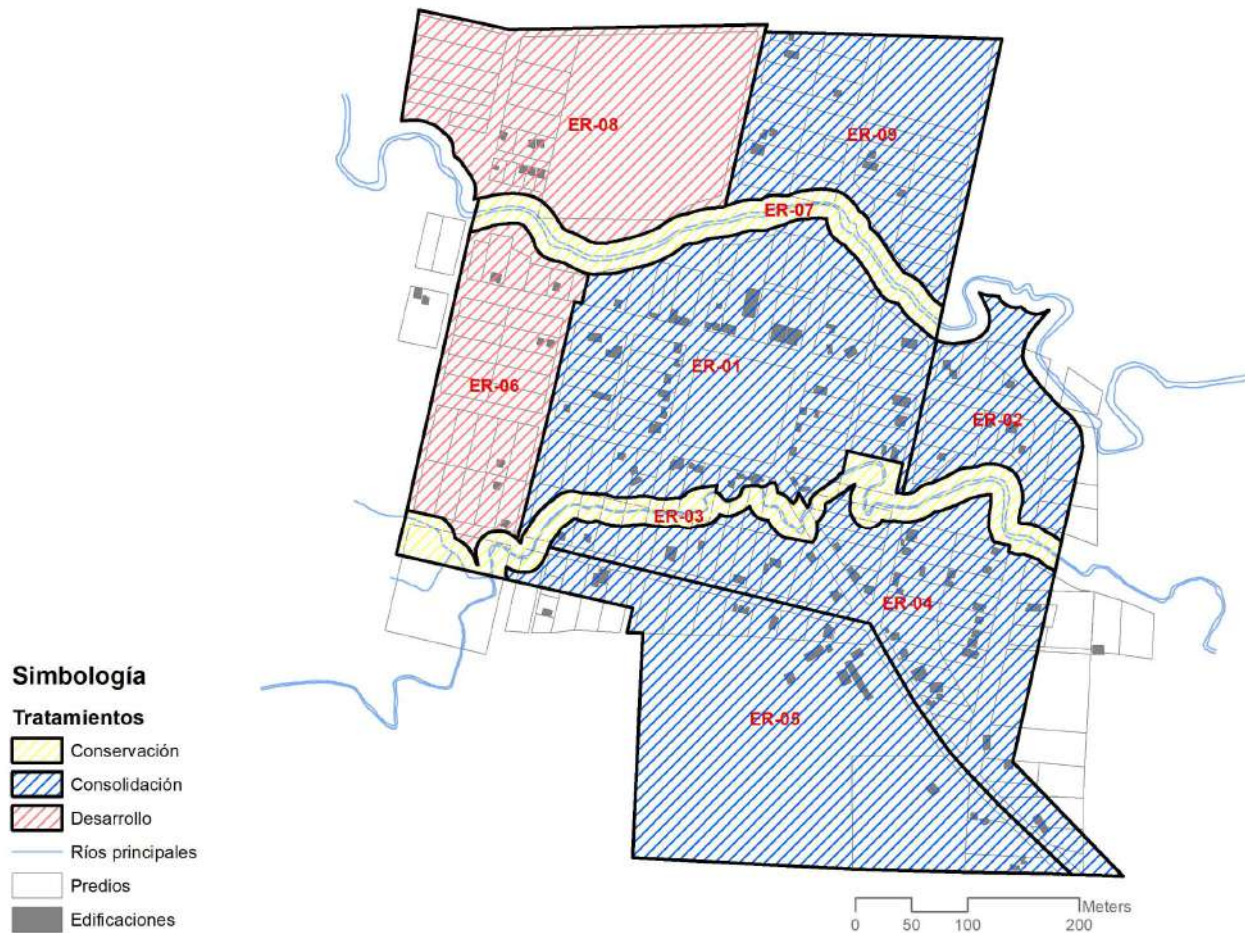 ER-08
ER-09
ER-07
ER-01
ER-06
ER-02
ER-03
ER-04
ER-05
Simbología
Tratamientos
Conservación
Consolidación
Desarrollo
Ríos principales
Predios
Edificaciones
Meters
0 50 100 200